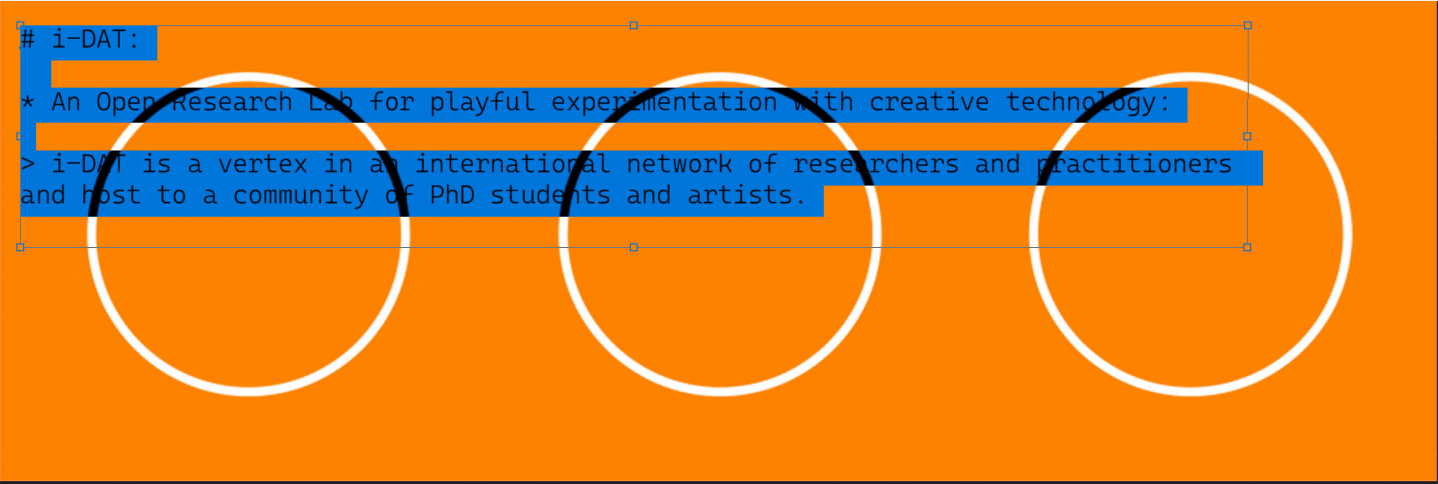 # i-DAT:
* An Open Research Lab for playful experimentation with creative technology:
> i-DAT is a vertex in an international network of researchers and practitioners
and host to a community of PhD students and artists.